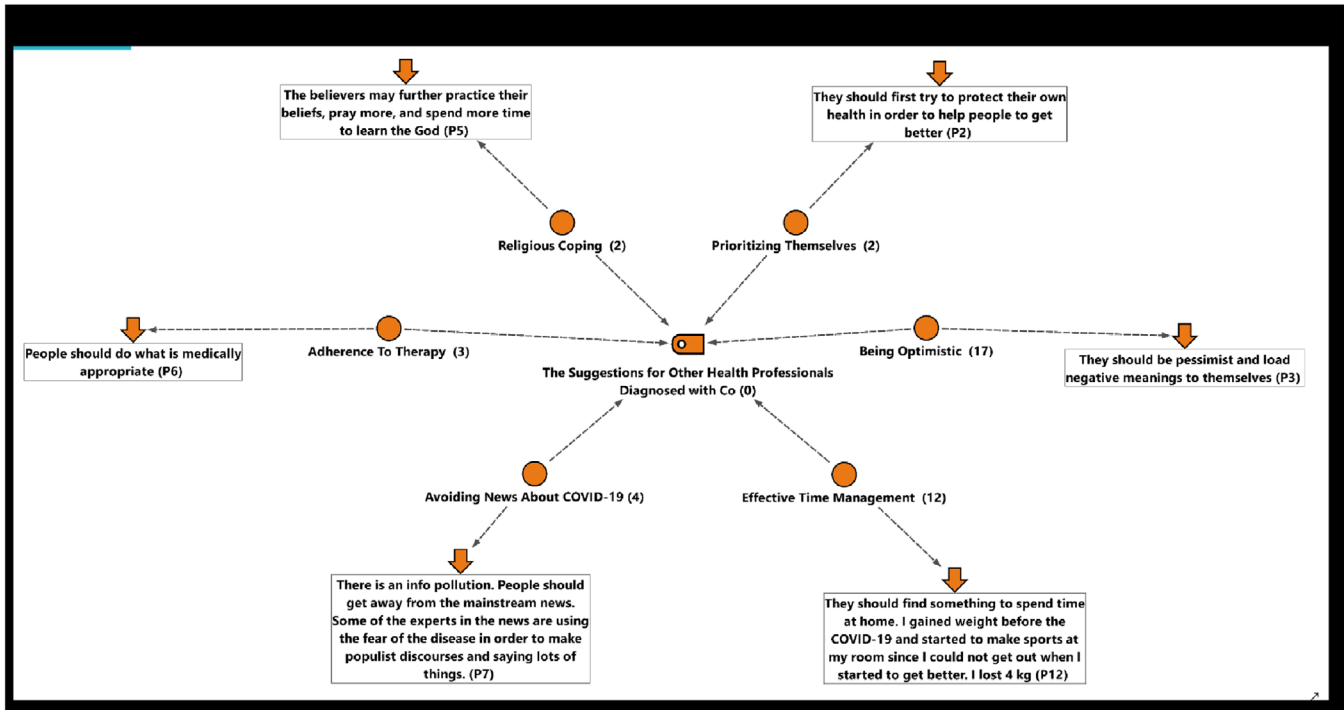 The believers may further practice their
beliefs, pray more, and spend more time
to learn the God (P5)
They should first try to protect their own
health in order to help people to get
better (P2)
Religious Coping (2)
Prioritizing Themselves (2)
People should do what is medically
appropriate (P6)
Adherence To Therapy (3)
The Suggestions for Other Health Professionals
Diagnosed with Co (0)
Being Optimistic (17)
They should be pessimist and load
negative meanings to themselves (P3)
Avoiding News About COVID-19 (4)
Effective Time Management (12)
There is an info pollution. People should
get away from the mainstream news.
Some of the experts in the news are using
the fear of the disease in order to make
populist discourses and saying lots of
things. (P7)
They should find something to spend time
at home. I gained weight before the
COVID-19 and started to make sports at
my room since I could not get out when I
started to get better. I lost 4 kg (P12)